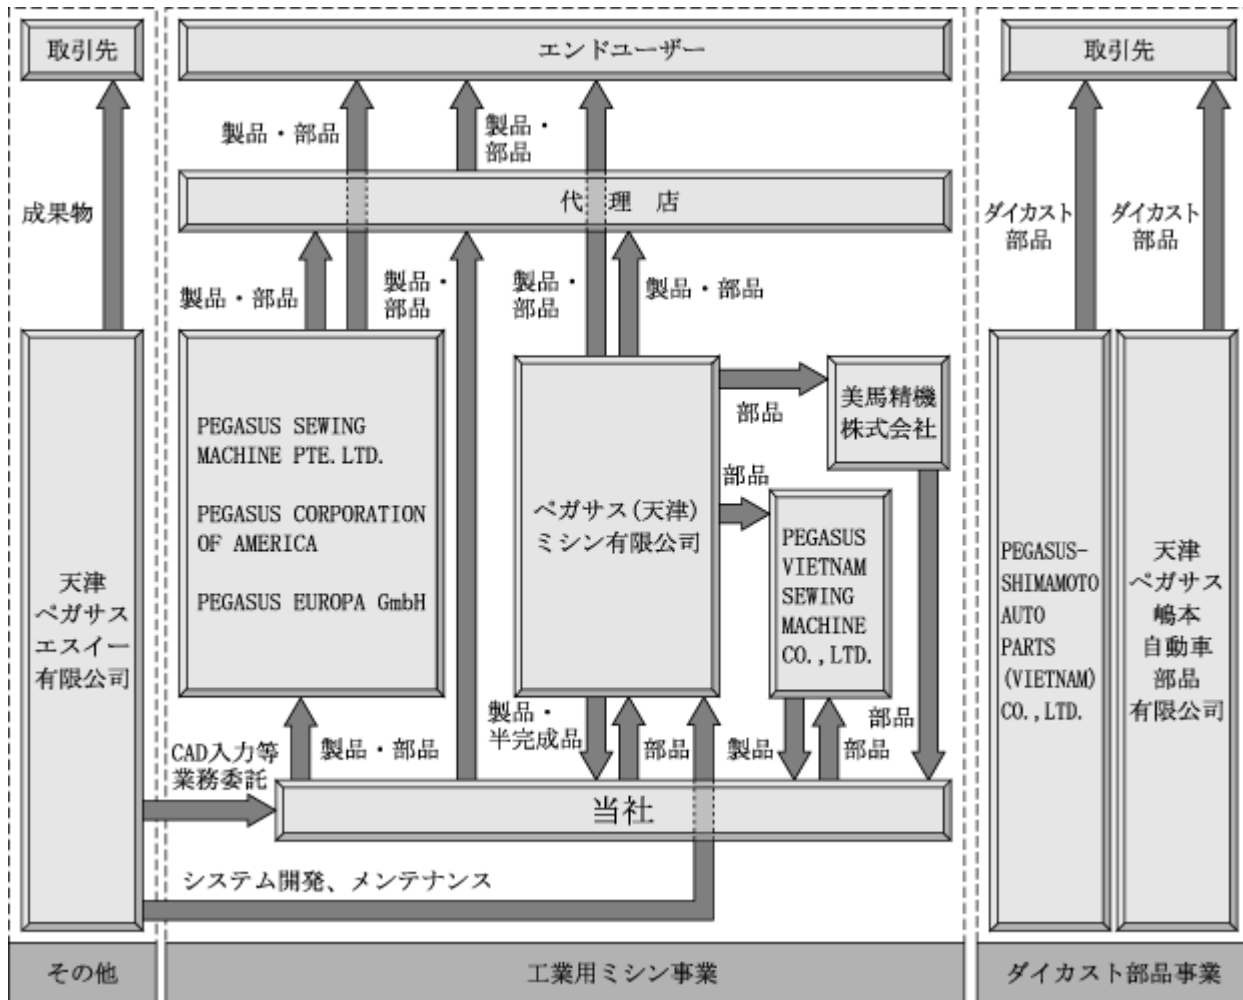 取引先
エンドユーザー
取引先
製品・部品
製品・
部品
代 理 店
成果物
ダイカスト
部品
ダイカスト
部品
製品・部品
製品・
部品
製品・
部品
製品・部品
PEGASUS SEWING
MACHINE PTE.LTD.
PEGASUS CORPORATION
OF AMERICA
PEGASUS EUROPA GmbH
ペガサス(天津)
ミシン有限公司
部品
美馬精機
株式会社
部品
PEGASUS
VIETNAM
SEWING
MACHINE
CO.,LTD.
天津
ペガサス
エスイー
有限公司
PEGASUS-
SHIMAMOTO
AUTO
PARTS
(VIETNAM)
CO.,LTD.
天津
ペガサス
嶋本
自動車
部品
有限公司
CAD入力等
業務委託
製品・部品
製品・
半完成品
部品
製品
部品
部品
当社
システム開発、メンテナンス
その他
工業用ミシン事業
ダイカスト部品事業